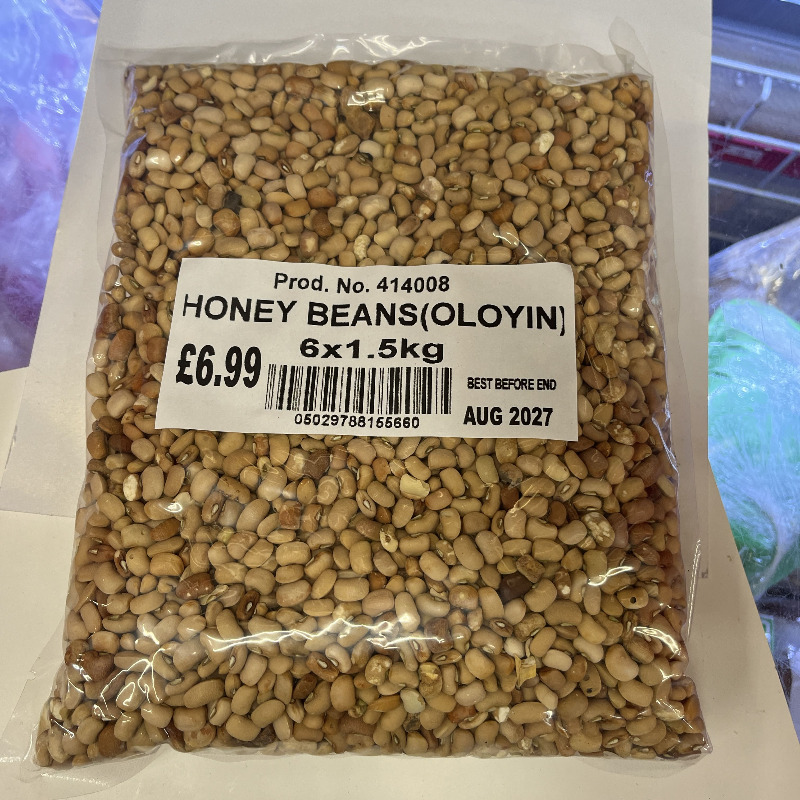 Prod. No. 414008
HONEY BEANS(OLOYIN)
6x1.5kg
£6.99
BEST BEFORE END
05029788155660
AUG 2027